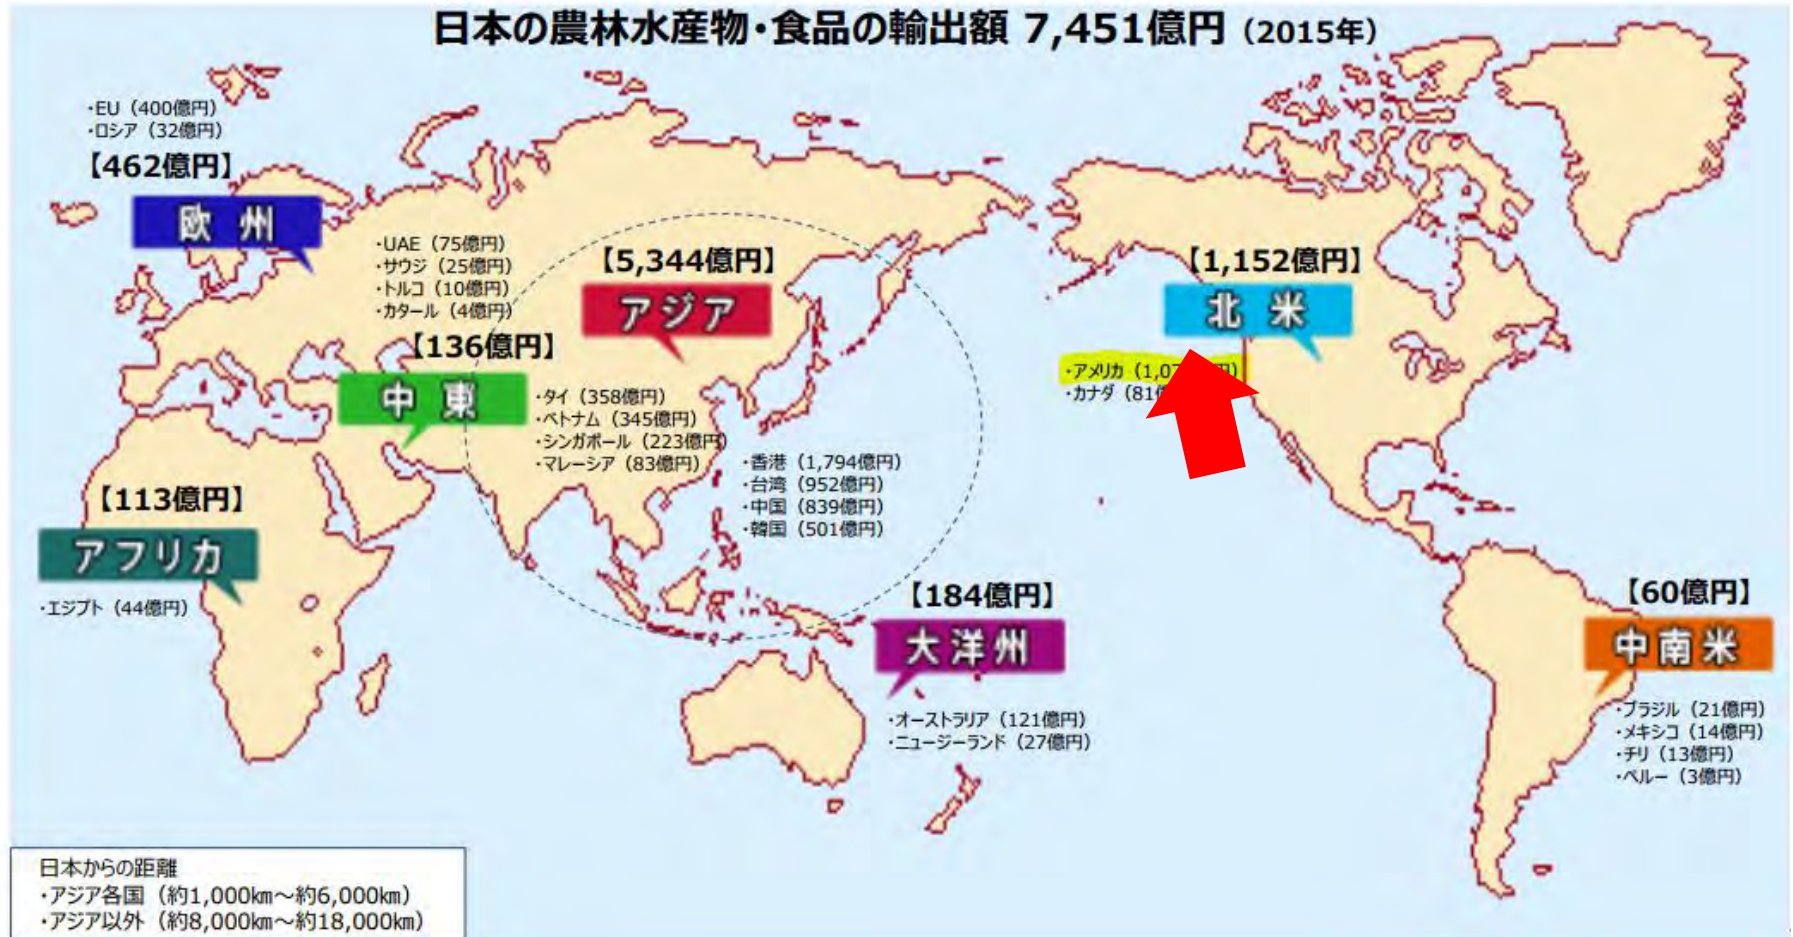 日本の農林水産物・食品の輸出額 7,451億円（2015年）
・EU（400億円）
・ロシア（32億円）
【462億円】
欧州
・UAE（75億円）
・サウジ（25億円）
・トルコ（10億円）
・カタール（4億円）
【136億円】
中東
【5,344億円】
アジア
・タイ（358億円）
・ベトナム（345億円）
・シンガポール（223億円）
・マレーシア（83億円）
・香港（1,794億円）
・台湾（952億円）
・中国（839億円）
・韓国（501億円）
【1,152億円】
北米
・アメリカ
・カナダ
【113億円】
アフリカ
・エジプト（44億円）
【184億円】
大洋州
・オーストラリア（121億円）
・ニュージーランド（27億円）
【60億円】
中南米
・ブラジル（21億円）
・メキシコ（14億円）
・チリ（13億円）
・ペルー（3億円）
日本からの距離
・アジア各国（約1,000㎞～約6,000㎞）
・アジア以外（約8,000㎞～約18,000㎞）